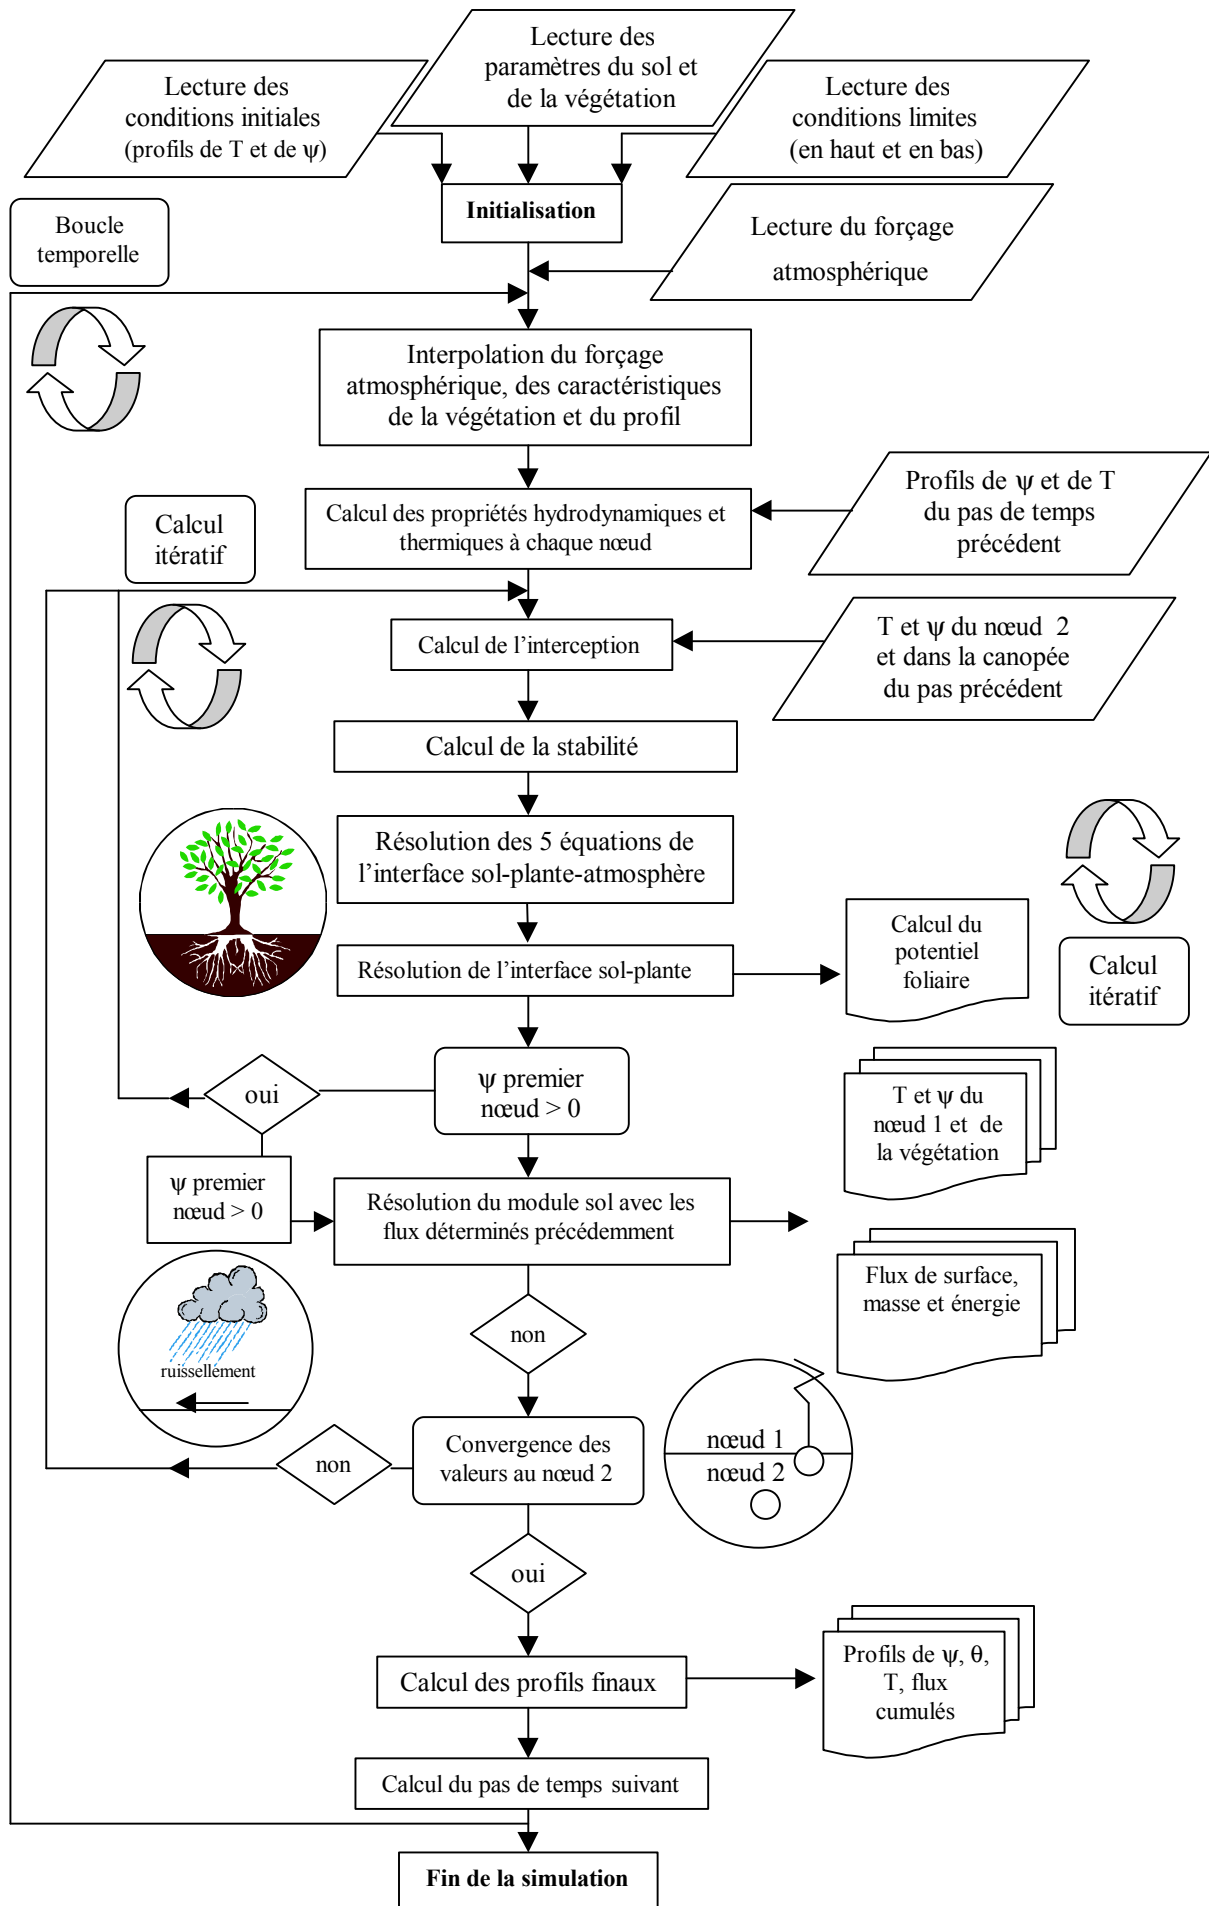 Lecture des
paramètres du sol et
de la végétation
Lecture des
conditions initiales
(profils de T et de ψ)
Lecture des
conditions limites
(en haut et en bas)
Initialisation
Boucle
temporelle
Lecture du forçage
atmosphérique
Interpolation du forçage
atmosphérique, des caractéristiques
de la végétation et du profil
Profils de ψ et de T
du pas de temps
précédent
Calcul des propriétés hydrodynamiques et
thermiques à chaque nœud
Calcul
itératif
T et ψ du nœud 2
et dans la canopée
du pas précédent
Calcul de l’interception
Calcul de la stabilité
Résolution des 5 équations de
l’interface sol-plante-atmosphère
Calcul du
potentiel
foliaire
Résolution de l’interface sol-plante
Calcul
itératif
oui
ψ premier
nœud > 0
T et ψ du
nœud 1 et de
la végétation
ψ premier
nœud > 0
Résolution du module sol avec les
flux déterminés précédemment
Flux de surface,
masse et énergie
non
ruissellément
nœud 1
nœud 2
non
Convergence des
valeurs au nœud 2
oui
Calcul des profils finaux
Profils de ψ, θ,
T, flux
cumulés
Calcul du pas de temps suivant
Fin de la simulation